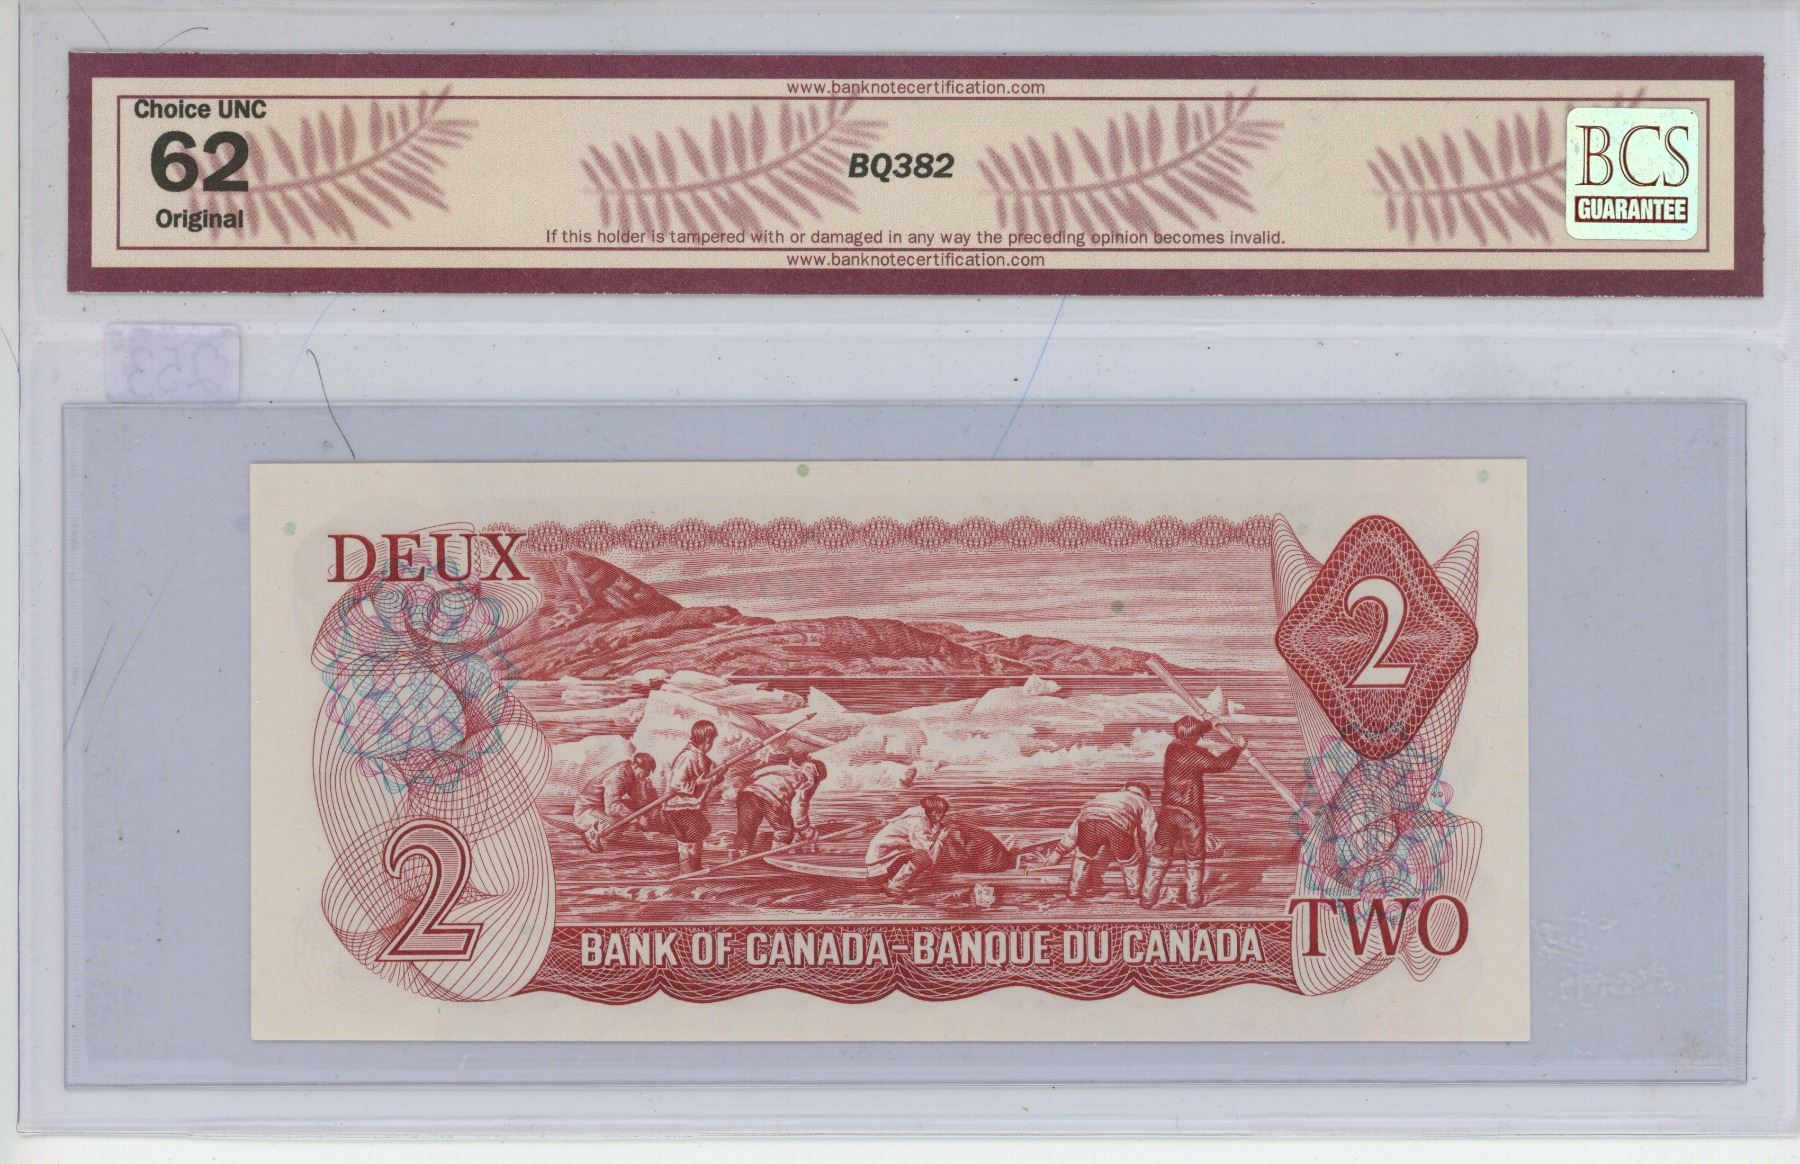 www.banknotecertification.com
Choice UNC
62
Original
BQ382
BCS
GUARANTEE
If this holder is tampered with or damaged in any way the preceding opinion becomes invalid.
www.banknotecertification.com
253
DEUX
2
2
BANK OF CANADA-BANQUE DU CANADA
TWO